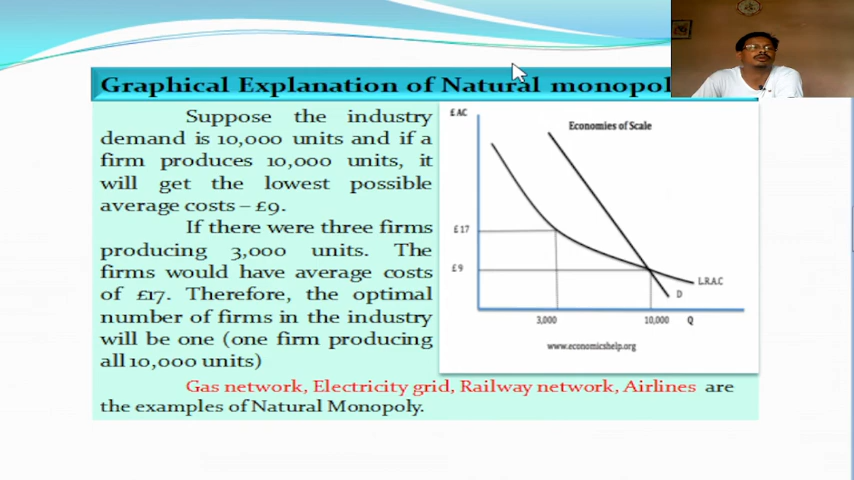 Graphical Explanation of Natural monopol
Suppose the industry
demand is 10,000 units and if a
firm produces 10,000 units, it
will get the lowest possible
average costs – £9.
If there were three firms
producing 3,000 units. The
firms would have average costs
of £17. Therefore, the optimal
number of firms in the industry
will be one (one firm producing
all 10,000 units)
£ AC
Economies of Scale
£17
£9
L.R.A.C
D
3,000
10,000
Q
www.economicshelp.org
Gas network, Electricity grid, Railway network, Airlines are
the examples of Natural Monopoly.